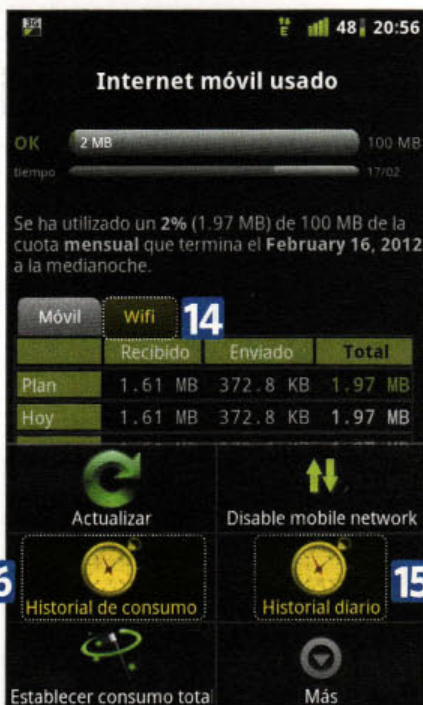 3G
E 48 20:56
Internet móvil usado
OK 2 MB 100 MB
tiempo 17/02
Se ha utilizado un 2% (1.97 MB) de 100 MB de la
cuota mensual que termina el February 16, 2012
a la medianoche.
Móvil Wifi 14
Recibido Enviado Total
Plan 1.61 MB 372.8 KB 1.97 MB
Hoy 1.61 MB 372.8 KB 1.97 MB
Actualizar Disable mobile network
6 Historial de consumo Historial diario 15
Establecer consumo total Más